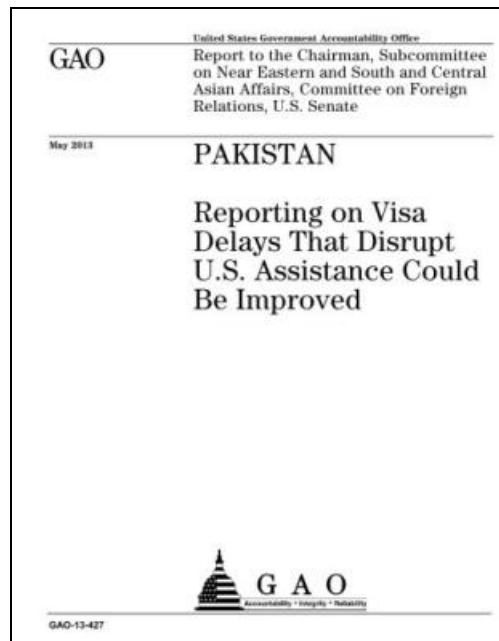 United States Government Accountability Office
GAO
Report to the Chairman, Subcommittee
on Near Eastern and South and Central
Asian Affairs, Committee on Foreign
Relations, U.S. Senate
May 2013
PAKISTAN
Reporting on Visa
Delays That Disrupt
U.S. Assistance Could
Be Improved
G A O
Accountability * Integrity * Reliability
GAO-13-427